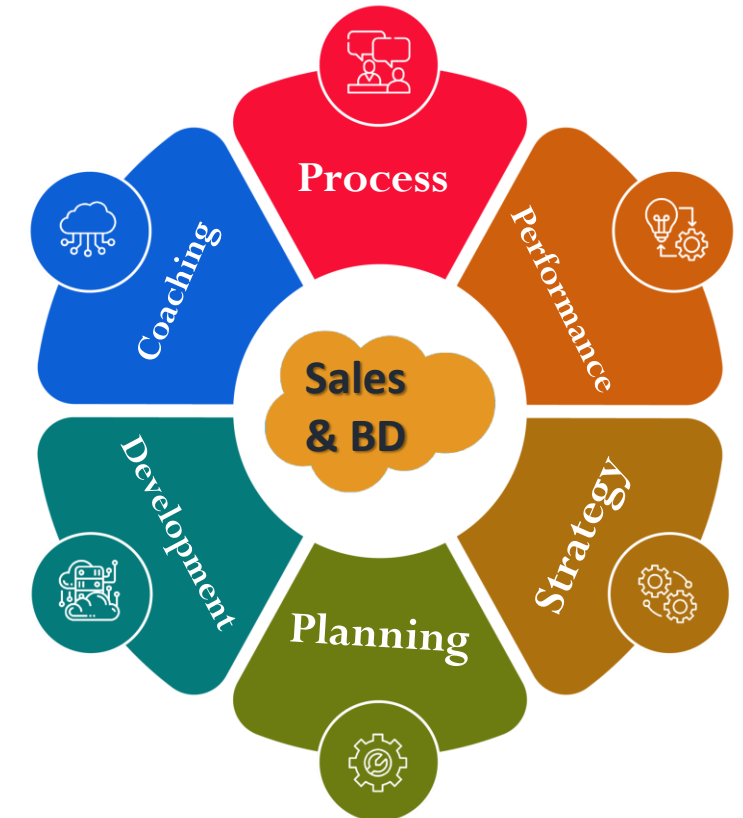 Process
Performance
Strategy
Planning
Development
Coaching
Sales
& BD